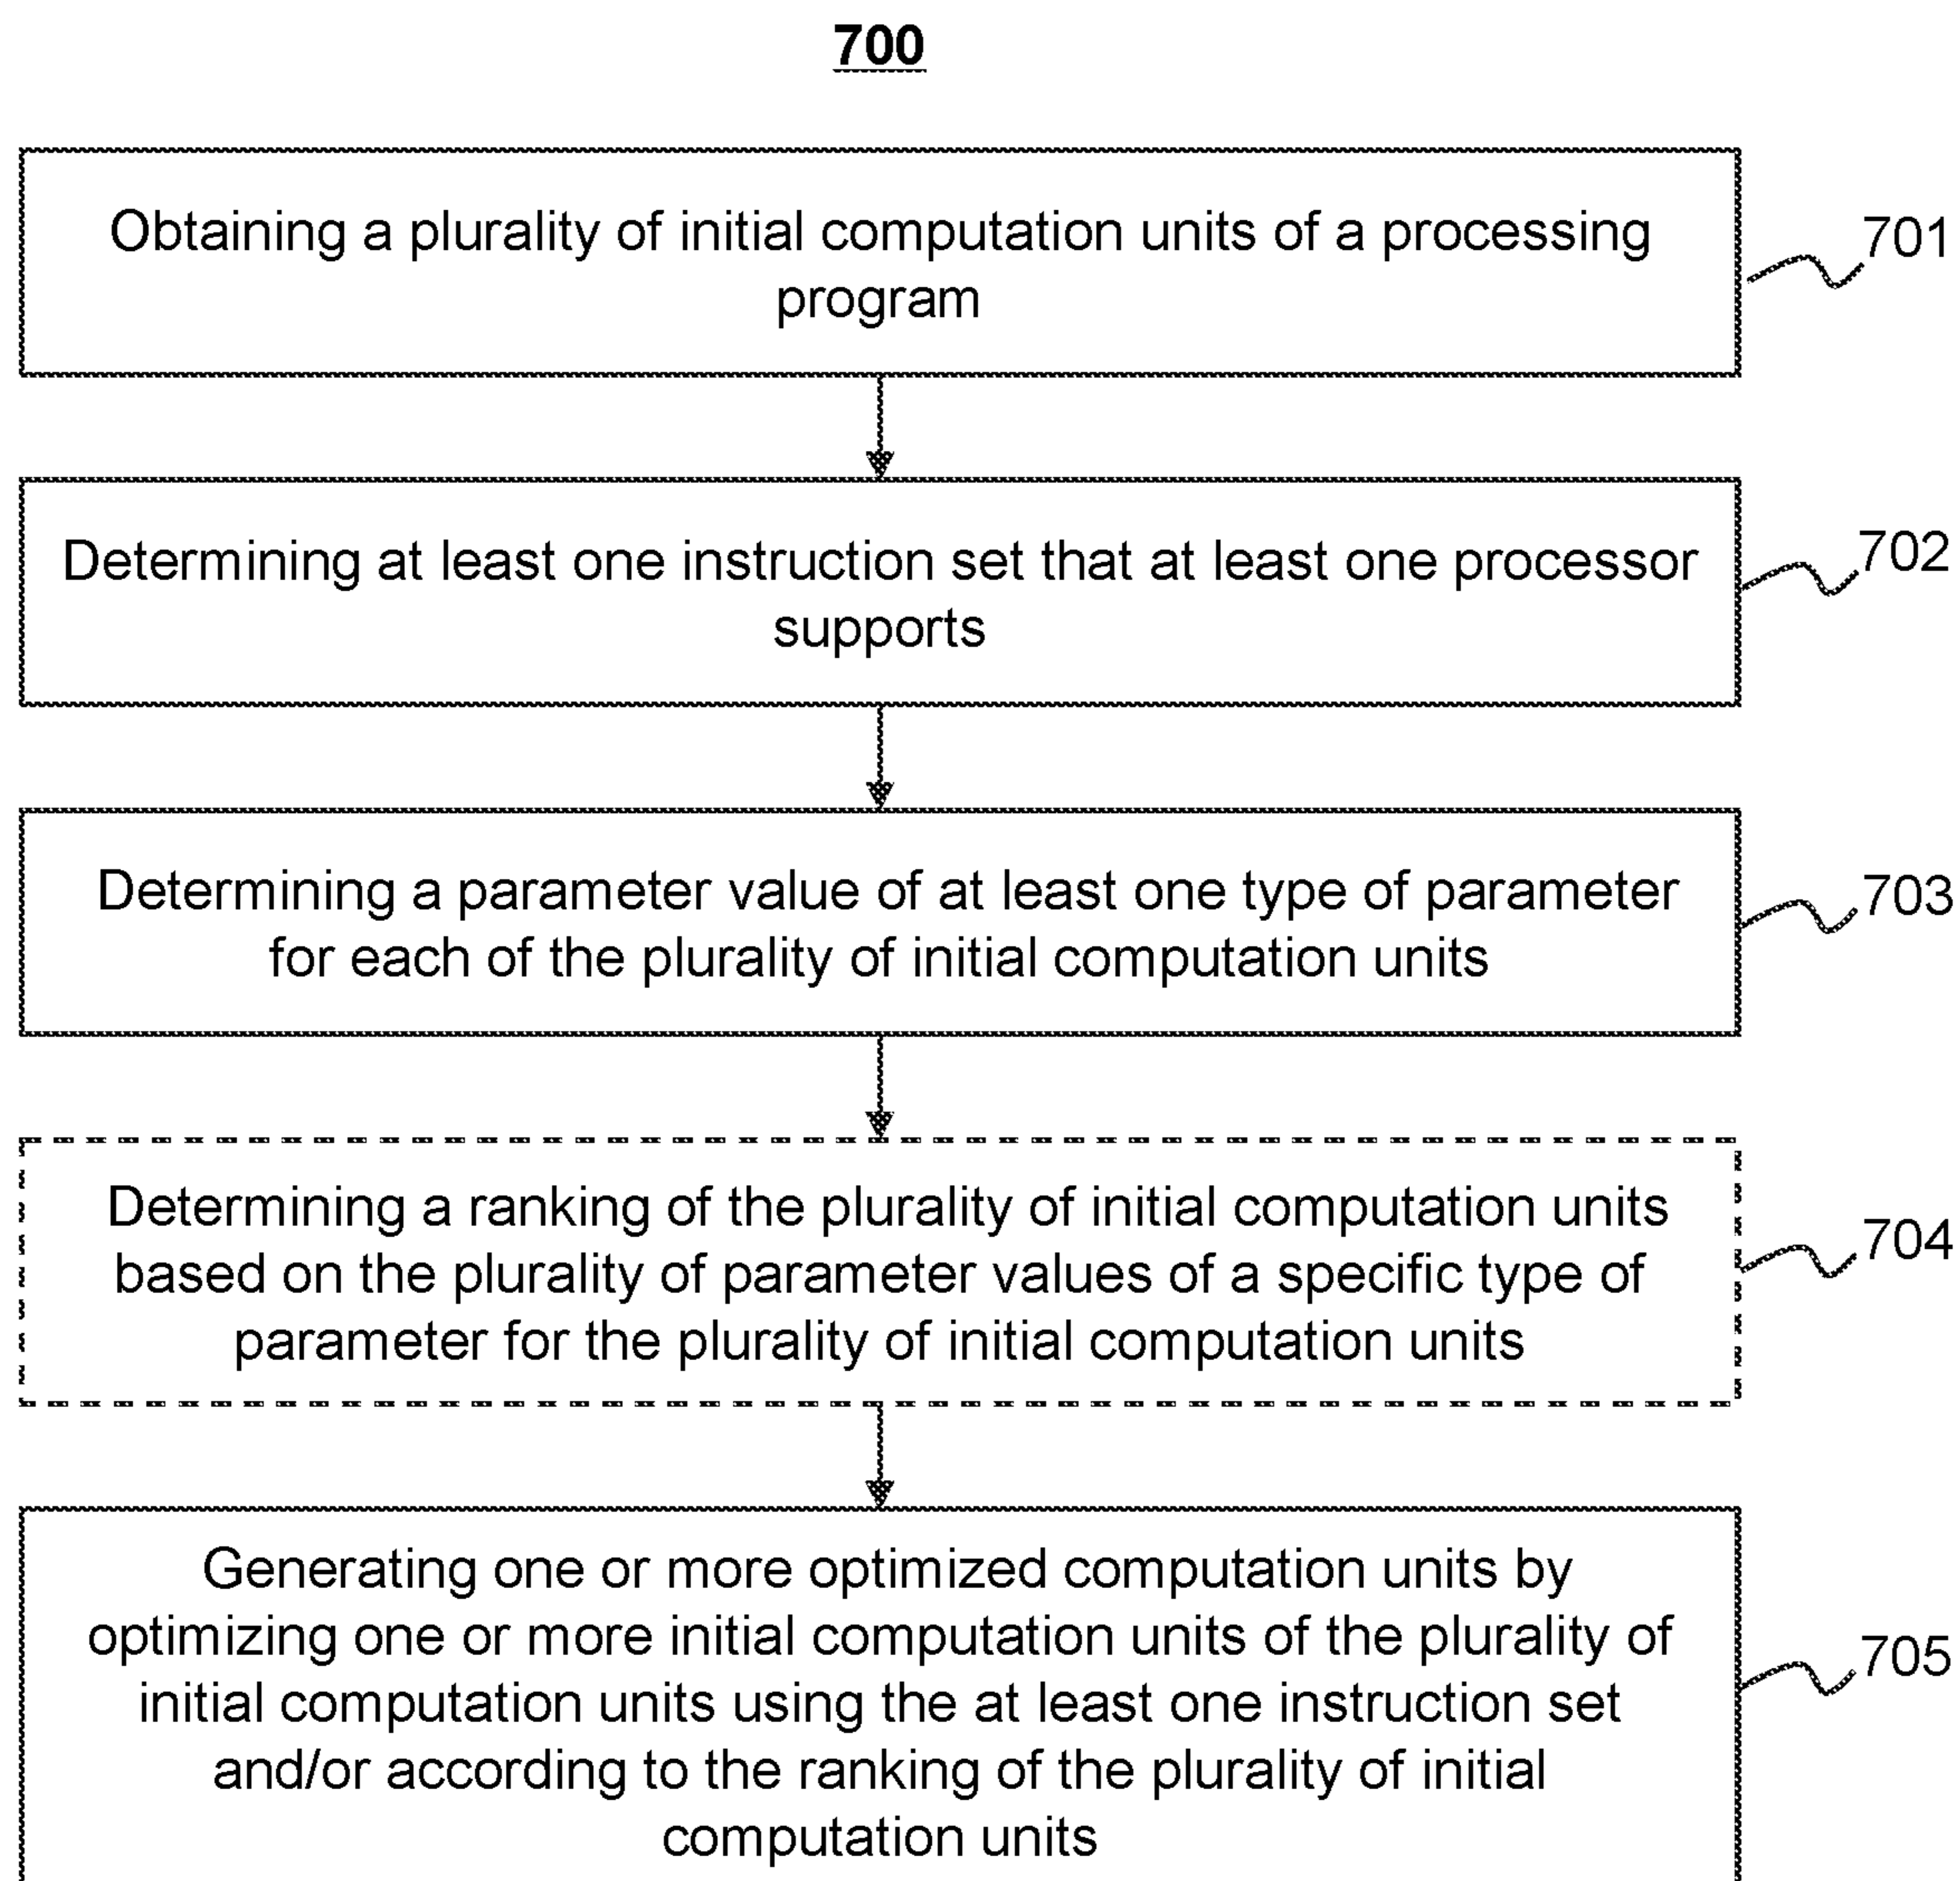 700
Obtaining a plurality of initial computation units of a processing
program
701
Determining at least one instruction set that at least one processor
supports
702
Determining a parameter value of at least one type of parameter
for each of the plurality of initial computation units
703
Determining a ranking of the plurality of initial computation units
based on the plurality of parameter values of a specific type of
parameter for the plurality of initial computation units
704
Generating one or more optimized computation units by
optimizing one or more initial computation units of the plurality of
initial computation units using the at least one instruction set
and/or according to the ranking of the plurality of initial
computation units
705